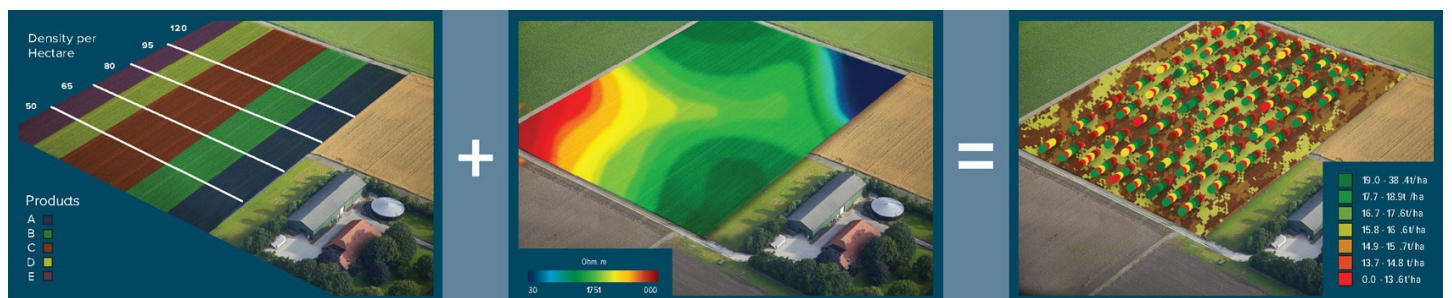 Density per
Hectare
120
95
80
65
50
Products
A
B
C
D
E
+
Ohm. m
30 1751 000
=
19.0 - 38 .4t/ha
17.7 - 18.9t /ha
16.7 - 17.6t/ha
15.8 - 16 .6t/ha
14.9 - 15 .7t/ha
13.7 - 14.8 t/ha
0.0 - 13.6t'ha